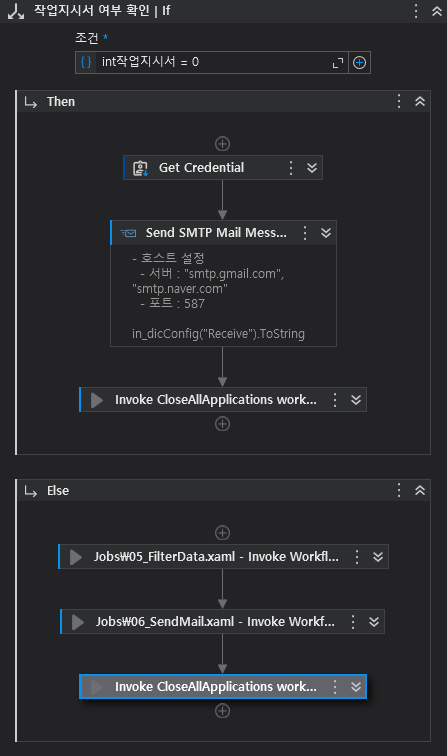 작업지시서 여부 확인 | If
조건 *
int작업지시서 = 0
Then
Get Credential
Send SMTP Mail Mess...
- 호스트 설정
- 서버 : "smtp.gmail.com",
"smtp.naver.com"
- 포트 : 587
in_dicConfig("Receive").ToString
Invoke CloseAllApplications work...
Else
Jobs₩05_FilterData.xaml - Invoke Workfl...
Jobs₩06_SendMail.xaml - Invoke Workf...
Invoke CloseAllApplications work...